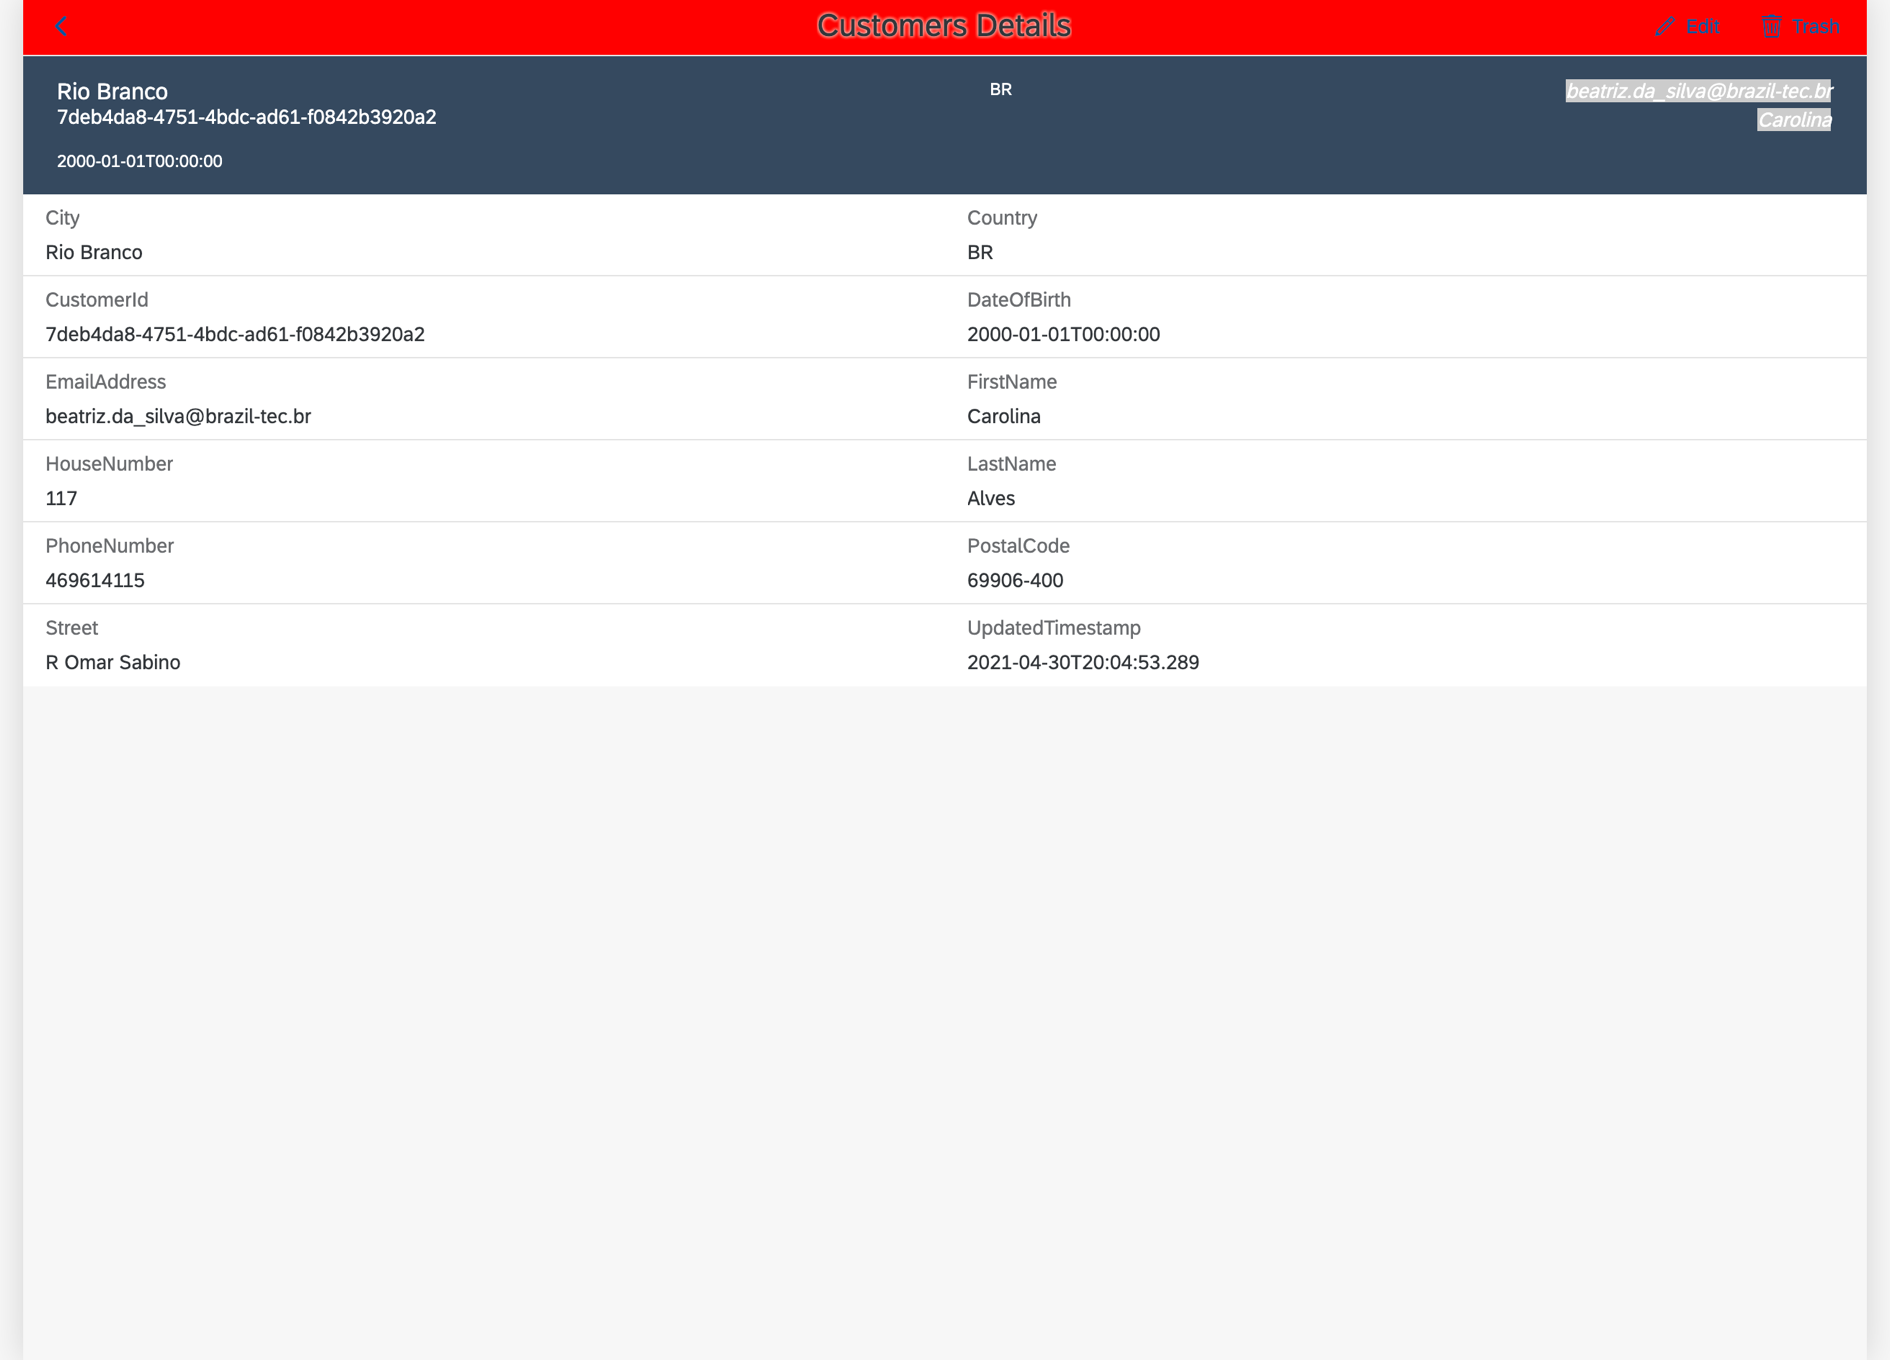 Customers Details
Edit
Trash
Rio Branco
7deb4da8-4751-4bdc-ad61-f0842b3920a2
2000-01-01T00:00:00
BR
beatriz.da_silva@brazil-tec.br
Carolina
City
Rio Branco
Country
BR
CustomerId
7deb4da8-4751-4bdc-ad61-f0842b3920a2
DateOfBirth
2000-01-01T00:00:00
EmailAddress
beatriz.da_silva@brazil-tec.br
FirstName
Carolina
HouseNumber
117
LastName
Alves
PhoneNumber
469614115
PostalCode
69906-400
Street
R Omar Sabino
UpdatedTimestamp
2021-04-30T20:04:53.289